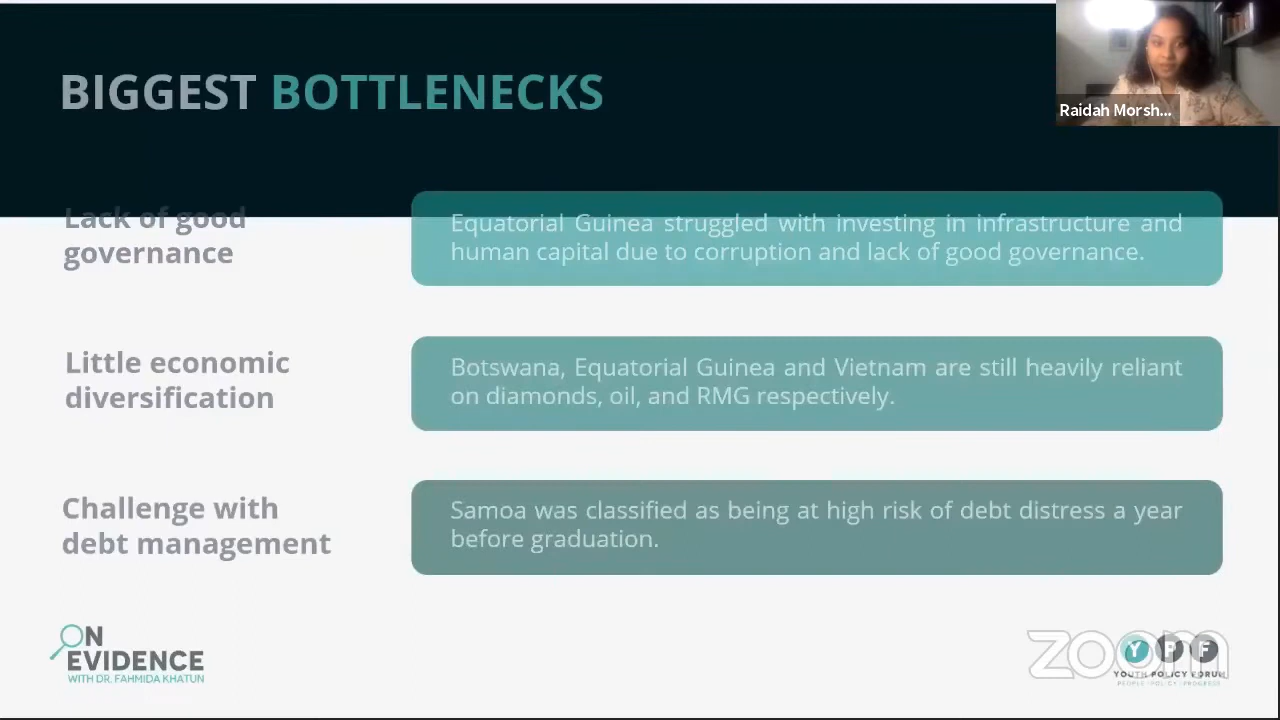 BIGGEST BOTTLENECKS
Raidah Morsh...
Lack of good
governance
Equatorial Guinea struggled with investing in infrastructure and
human capital due to corruption and lack of good governance.
Little economic
diversification
Botswana, Equatorial Guinea and Vietnam are still heavily reliant
on diamonds, oil, and RMG respectively.
Challenge with
debt management
Samoa was classified as being at high risk of debt distress a year
before graduation.
ON
EVIDENCE
WITH DR. FAHMIDA KHATUN
zoom
Y P F
YOUTH POLICY FORUM
PEOPLE POLICY PROGRESS